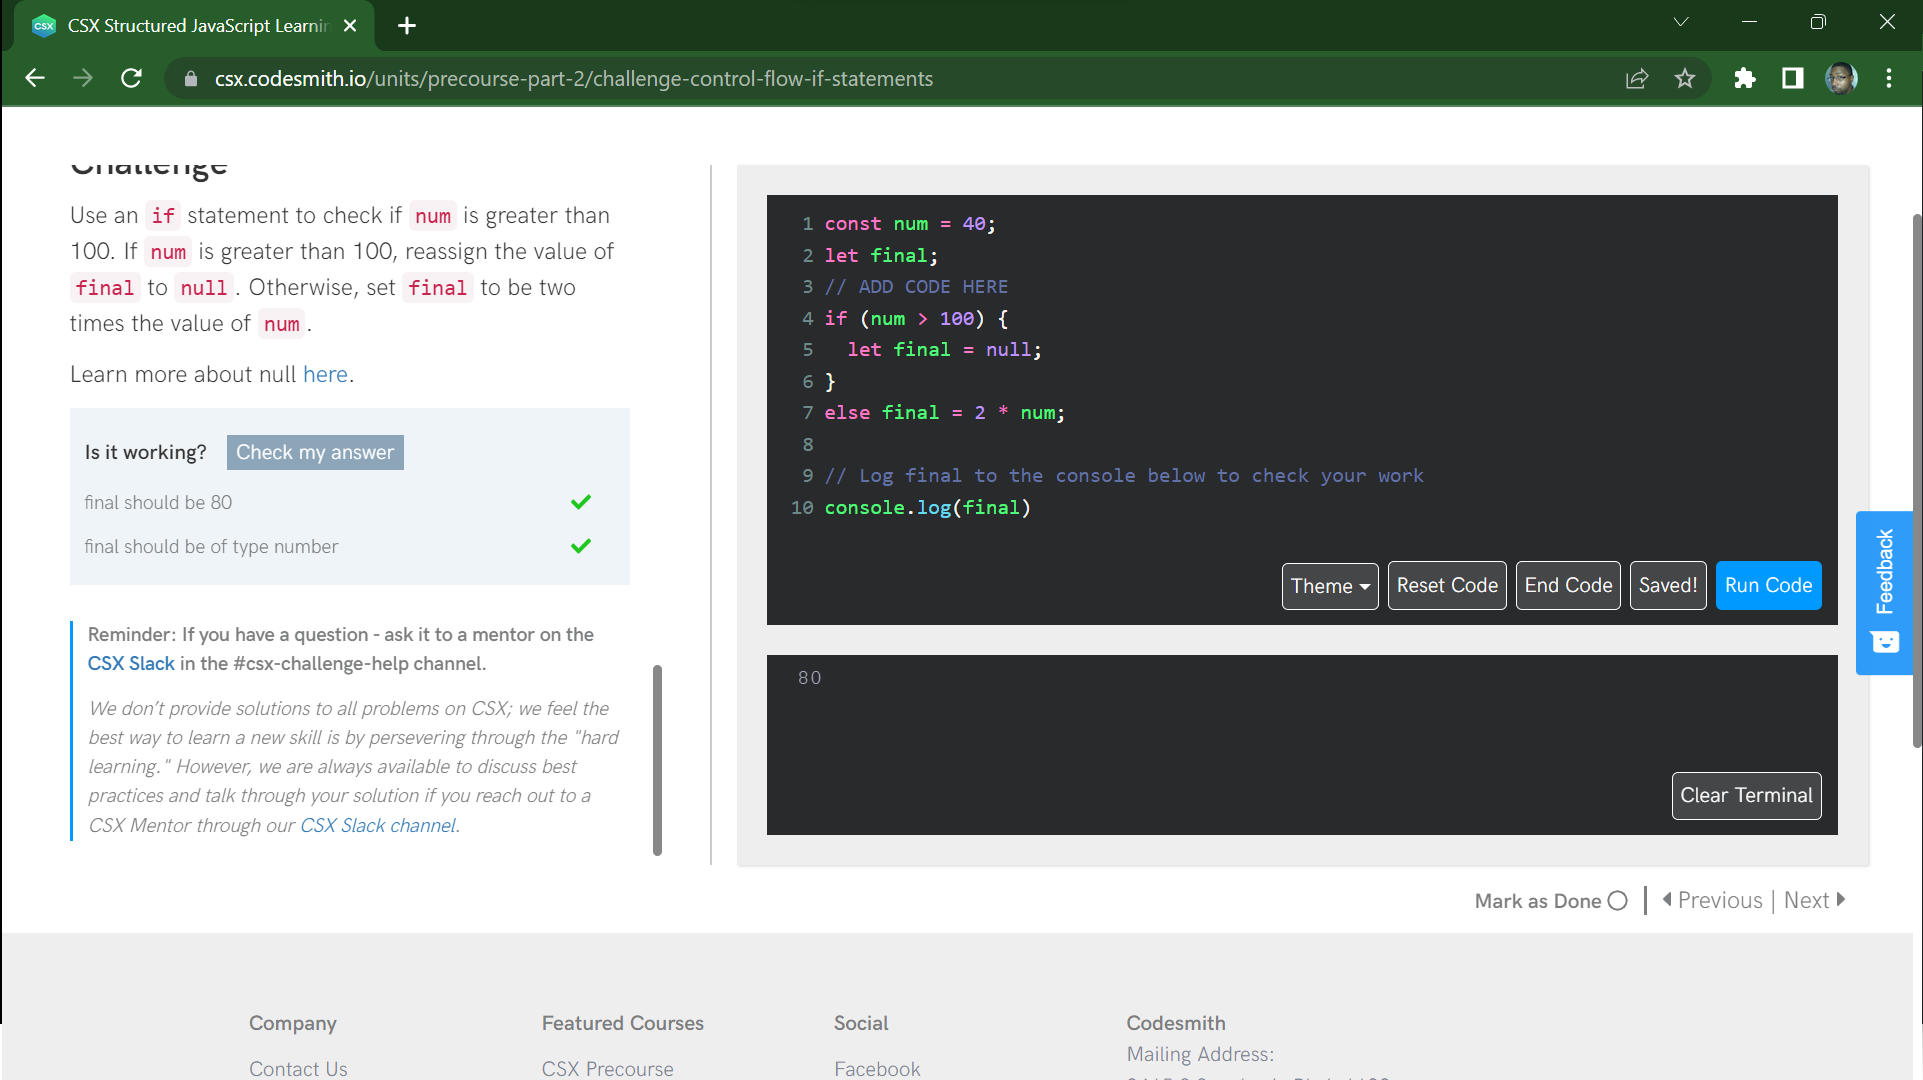 CSX Structured JavaScript Learnin
csx.codesmith.io/units/precourse-part-2/challenge-control-flow-if-statements
Challenge
Use an if statement to check if num is greater than
100. If num is greater than 100, reassign the value of
final to null. Otherwise, set final to be two
times the value of num.
Learn more about null here.
Is it working? Check my answer
final should be 80
final should be of type number
Reminder: If you have a question - ask it to a mentor on the
CSX Slack in the #csx-challenge-help channel.
We don't provide solutions to all problems on CSX; we feel the
best way to learn a new skill is by persevering through the "hard
learning." However, we are always available to discuss best
practices and talk through your solution if you reach out to a
CSX Mentor through our CSX Slack channel.
1 const num = 40;
2 let final;
3 // ADD CODE HERE
4 if (num > 100) {
5 let final = null;
6 }
7 else final = 2 * num;
8
9 // Log final to the console below to check your work
10 console.log(final)
Theme Reset Code End Code Saved! Run Code
80
Clear Terminal
Feedback
Mark as Done | Previous | Next
Company Featured Courses Social Codesmith
Mailing Address:
Contact Us CSX Precourse Facebook